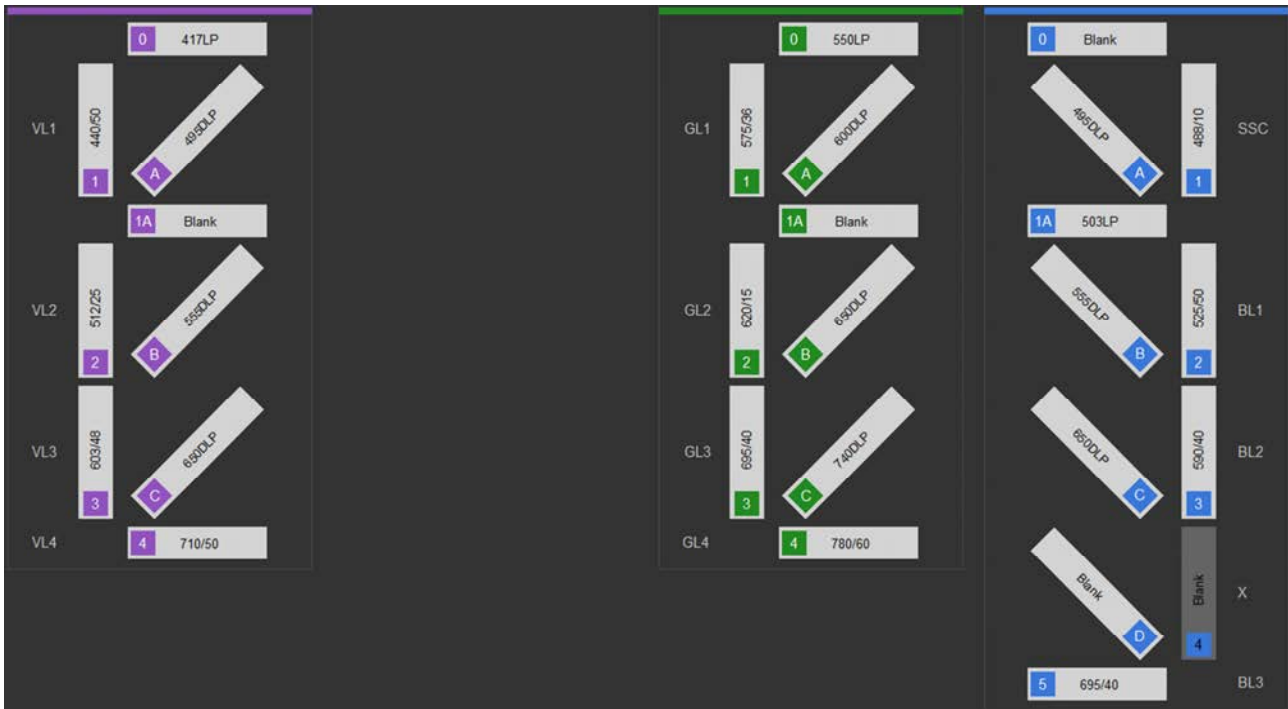 0 417LP
VL1
440/50
1
495DLP
A
1A Blank
VL2
512/25
2
555DLP
B
VL3
603/48
3
650DLP
C
VL4
4 710/50
0 550LP
GL1
575/36
1
600DLP
A
1A Blank
GL2
620/15
2
650DLP
B
GL3
695/40
3
740DLP
C
GL4
4 780/60
0 Blank
495DLP
A
488/10
1
SSC
1A 503LP
555DLP
B
525/50
2
BL1
650DLP
C
590/40
3
BL2
Blank
D
Blank
4
X
5 695/40
BL3